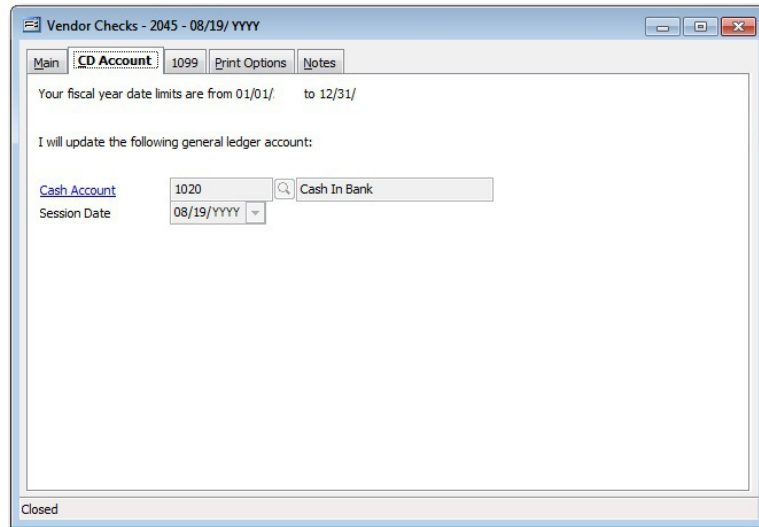 Vendor Checks - 2045 - 08/19/ YYYY
Main CD Account 1099 Print Options Notes
Your fiscal year date limits are from 01/01/ to 12/31/
I will update the following general ledger account:
Cash Account 1020 Cash In Bank
Session Date 08/19/YYYY
Closed